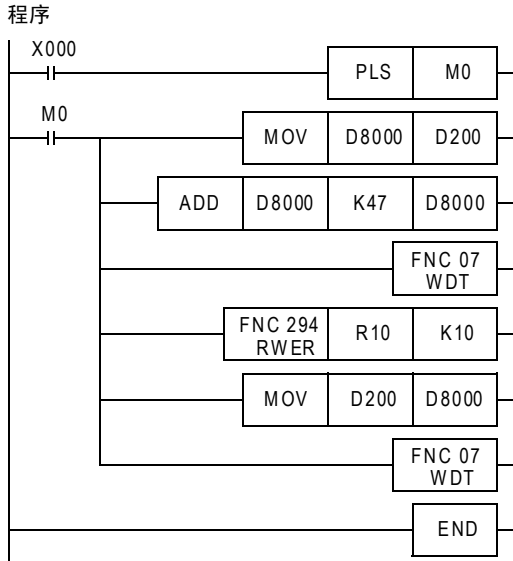 程序
X000
PLS M0
M0
MOV D8000 D200
ADD D8000 K47 D8000
FNC 07
WDT
FNC 294
RWER R10 K10
MOV D200 D8000
FNC 07
WDT
END